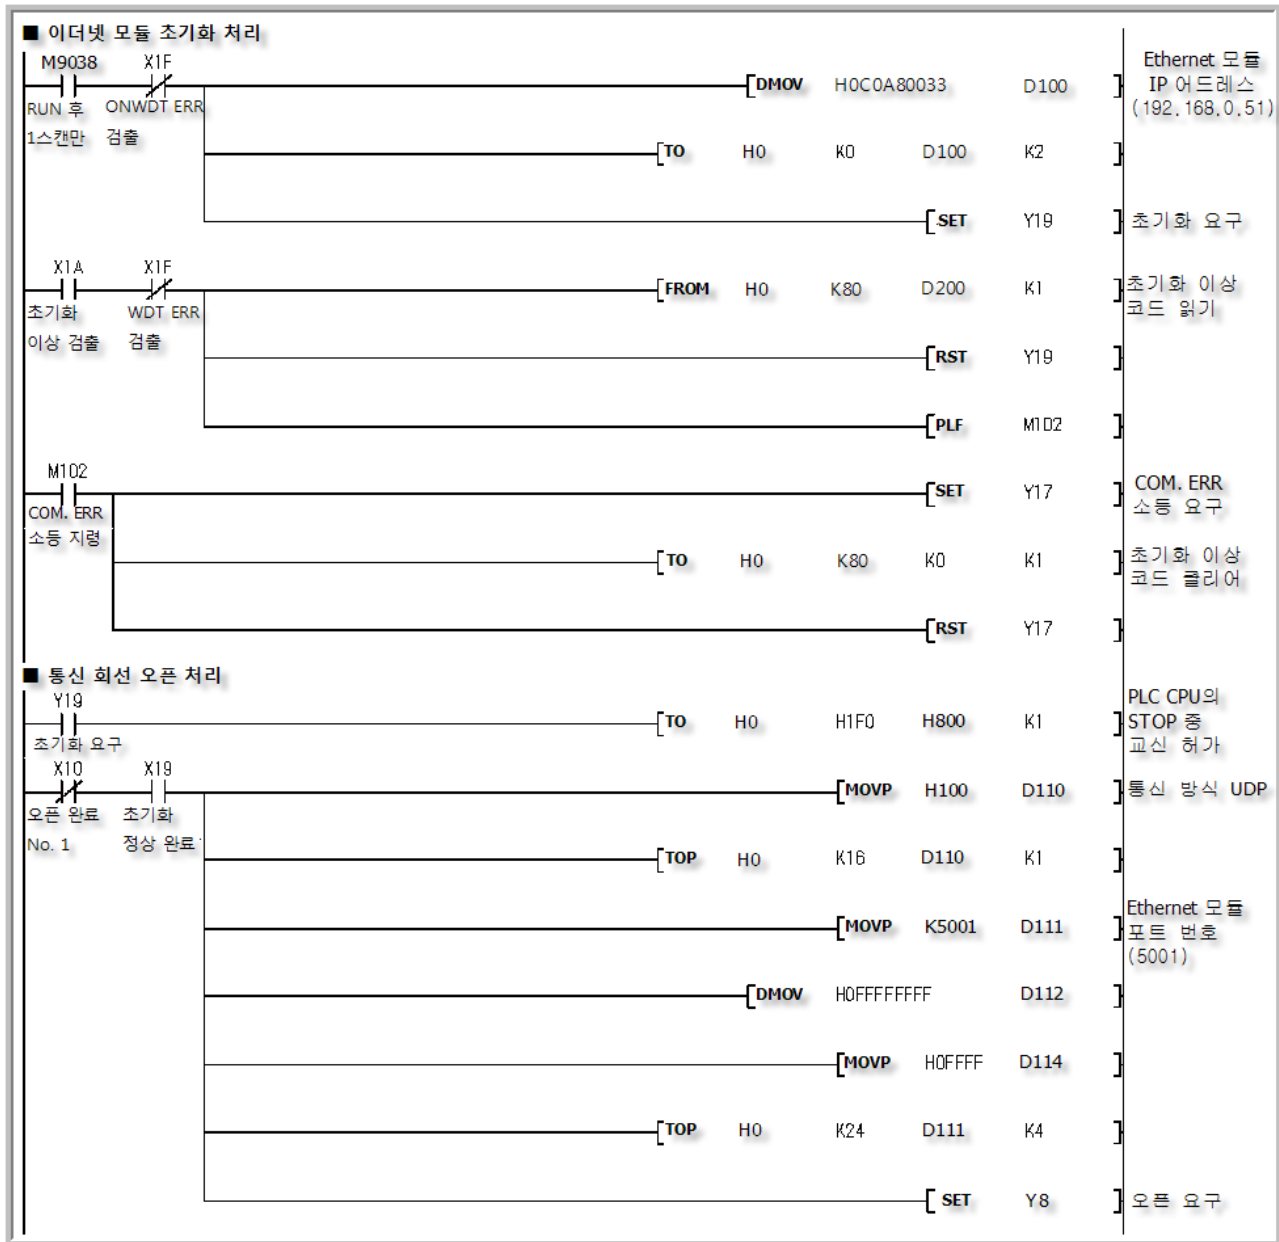 ■ 이더넷 모듈 초기화 처리
M9038 X1F
DMOV H0C0A80033 D100
Ethernet 모듈
IP 어드레스
(192.168.0.51)
RUN 후 ONWDT ERR
1스캔만 검출
TO H0 K0 D100 K2
SET Y19 초기화 요구
X1A X1F
FROM H0 K80 D200 K1
초기화 이상
코드 읽기
초기화 WDT ERR
이상 검출 검출
RST Y19
PLF M102
M102
SET Y17
COM. ERR
소등 요구
COM. ERR
소등 지령
TO H0 K80 K0 K1
초기화 이상
코드 클리어
RST Y17
■ 통신 회선 오픈 처리
Y19
TO H0 H1F0 H800 K1
PLC CPU의
STOP 중
교신 허가
초기화 요구
X10 X19
MOVP H100 D110 통신 방식 UDP
오픈 완료 초기화
No. 1 정상 완료
TOP H0 K16 D110 K1
MOVP K5001 D111
Ethernet 모듈
포트 번호
(5001)
DMOV H0FFFFFFFF D112
MOVP H0FFFF D114
TOP H0 K24 D111 K4
SET Y8 오픈 요구